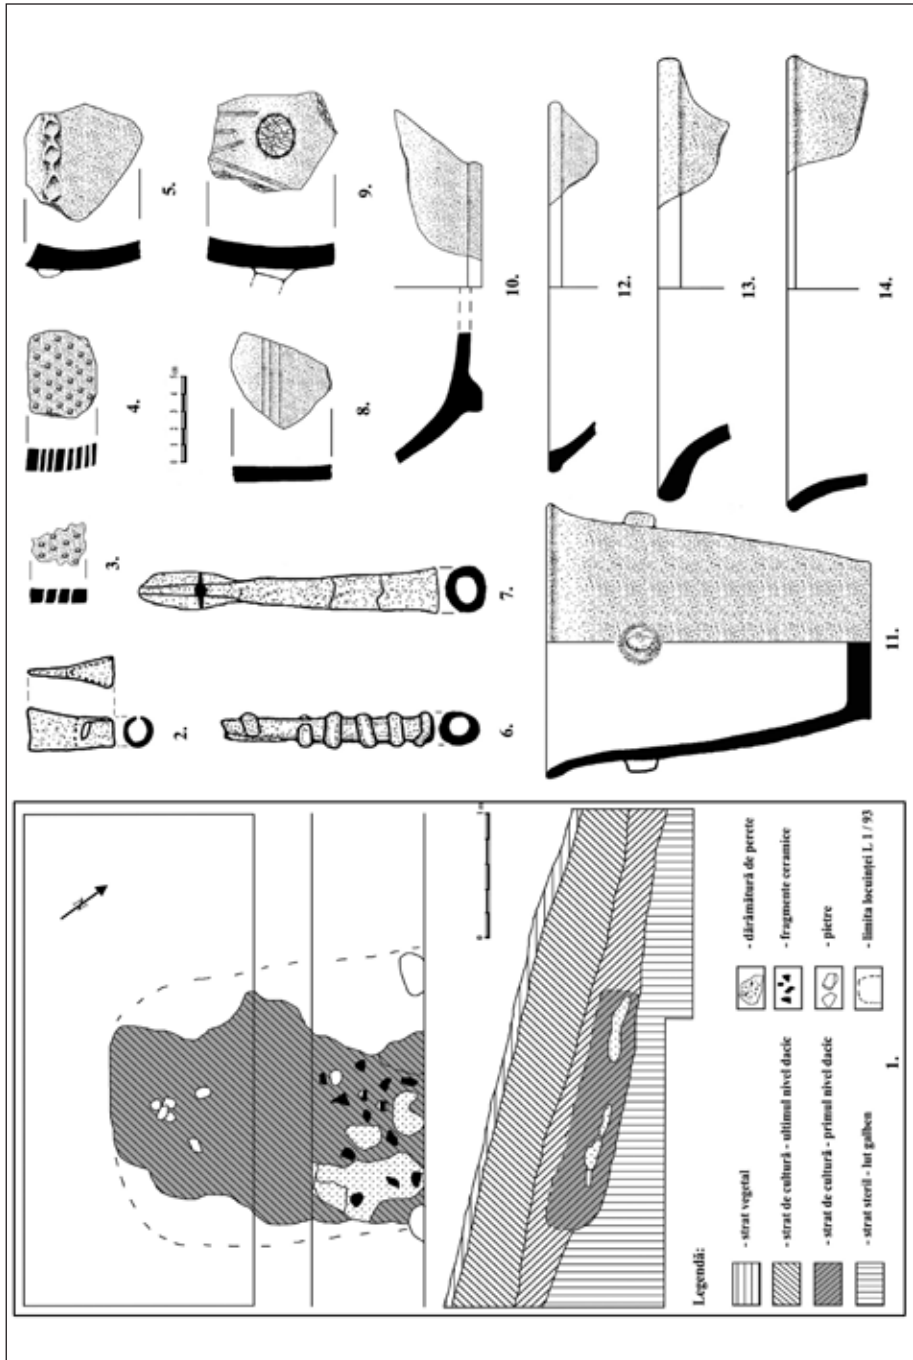 2.
3.
4.
5.
6.
7.
8.
9.
10.
11.
12.
13.
14.
0 1 m
Legendă:
- strat vegetal
- strat de cultură - ultimul nivel dacic
- strat de cultură - primul nivel dacic
- strat steril - lut galben
- dărâmătură de perete
- fragmente ceramice
- pietre
- limita locuinței L 1 / 93
1.